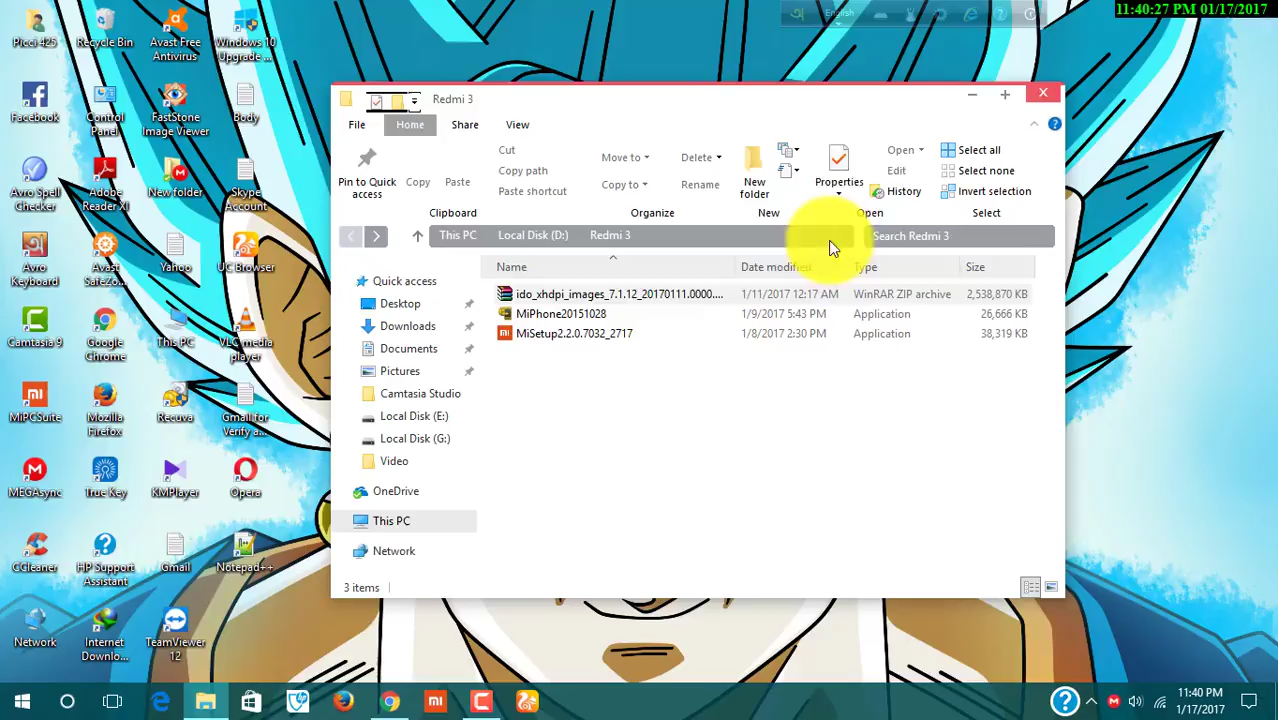 11:40:27 PM 01/17/2017
English
Picci 425
Recycle Bin
Avast Free
Antivirus
Windows 10
Upgrade ...
Facebook
Control
Panel
FastStone
Image Viewer
Body
Avro Spell
Checker
Adobe
Reader XI
New folder
Skype
Account
Avro
Keyboard
Avast
SafeZo...
Yahoo
UC Browser
Camtasia 9
Google
Chrome
This PC
VLC media
player
MiPCSuite
Mozilla
Firefox
Recuva
Gmail for
Verify a...
MEGAsync
True Key
KMPlayer
Opera
CCleaner
HP Support
Assistant
Gmail
Notepad++
Network
Internet
Downlo...
TeamViewer
12
Redmi 3
File
Home
Share
View
Pin to Quick
access
Copy
Paste
Cut
Copy path
Paste shortcut
Move to
Copy to
Delete
Rename
New
folder
Properties
Open
Edit
History
Select all
Select none
Invert selection
Clipboard
Organize
New
Open
Select
This PC
Local Disk (D:)
Redmi 3
Search Redmi 3
Name
Date modified
Type
Size
ido_xhdpi_images_7.1.12_20170111.0000.... 1/11/2017 12:17 AM WinRAR ZIP archive 2,538,870 KB
MiPhone20151028 1/9/2017 5:43 PM Application 26,666 KB
MiSetup2.2.0.7032_2717 1/8/2017 2:30 PM Application 38,319 KB
Quick access
Desktop
Downloads
Documents
Pictures
Camtasia Studio
Local Disk (E:)
Local Disk (G:)
Video
OneDrive
This PC
Network
3 items
11:40 PM
1/17/2017